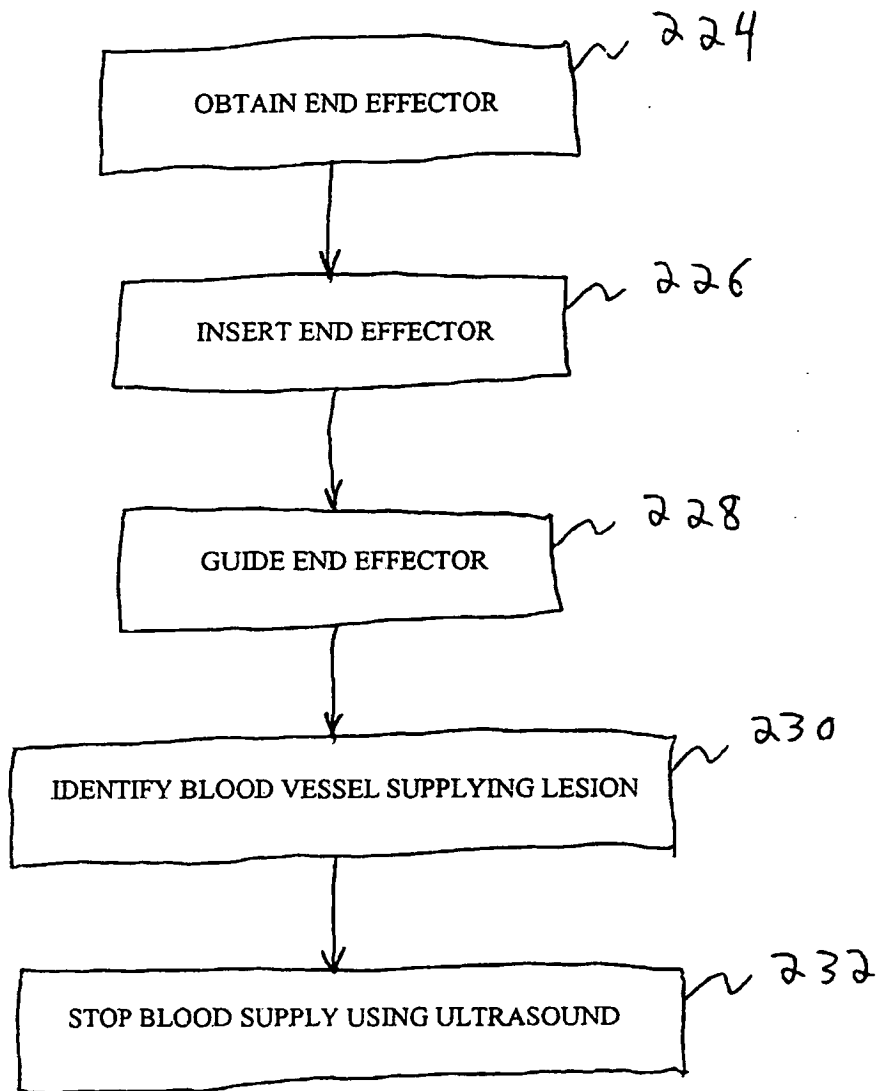 224
OBTAIN END EFFECTOR
226
INSERT END EFFECTOR
228
GUIDE END EFFECTOR
230
IDENTIFY BLOOD VESSEL SUPPLYING LESION
232
STOP BLOOD SUPPLY USING ULTRASOUND